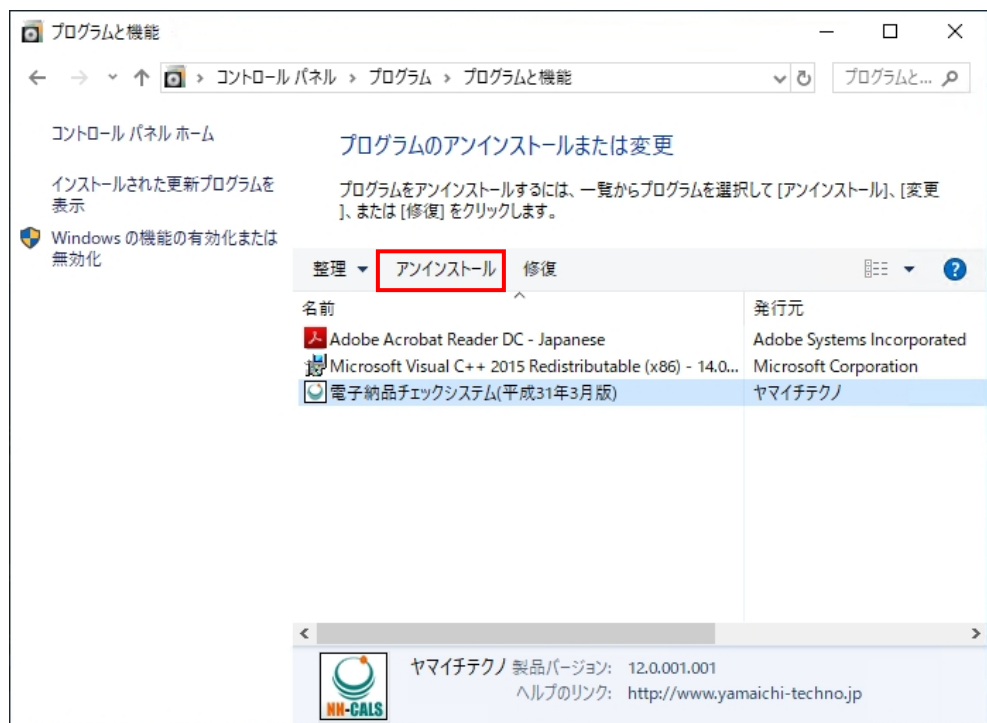 プログラムと機能
コントロール パネル › プログラム › プログラムと機能
プログラムと...
コントロール パネル ホーム
インストールされた更新プログラムを
表示
Windows の機能の有効化または
無効化
プログラムのアンインストールまたは変更
プログラムをアンインストールするには、一覧からプログラムを選択して [アンインストール]、[変更
]、または [修復] をクリックします。
整理 アンインストール 修復
名前 発行元
Adobe Acrobat Reader DC - Japanese Adobe Systems Incorporated
Microsoft Visual C++ 2015 Redistributable (x86) - 14.0... Microsoft Corporation
電子納品チェックシステム(平成31年3月版) ヤマイチテクノ
ヤマイチテクノ 製品バージョン: 12.0.001.001
ヘルプのリンク: http://www.yamaichi-techno.jp
NN-CALS